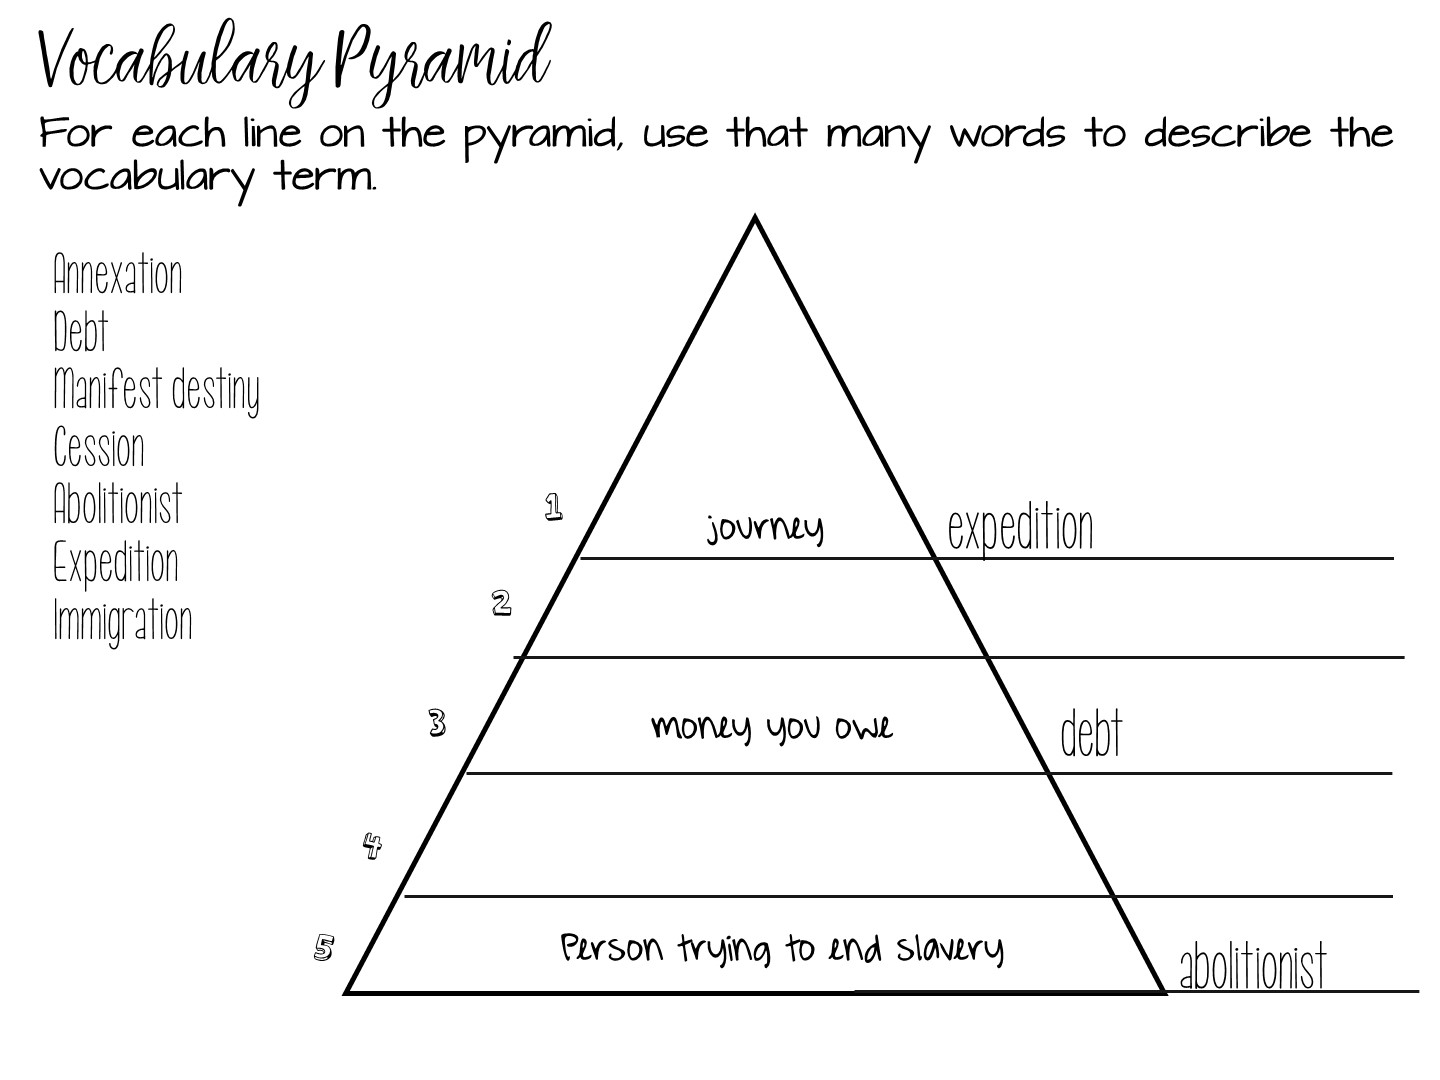 Vocabulary Pyramid
For each line on the pyramid, use that many words to describe the
vocabulary term.
Annexation
Debt
Manifest destiny
Cession
Abolitionist
Expedition
Immigration
1
journey
expedition
2
3
money you owe
debt
4
5
Person trying to end slavery
abolitionist